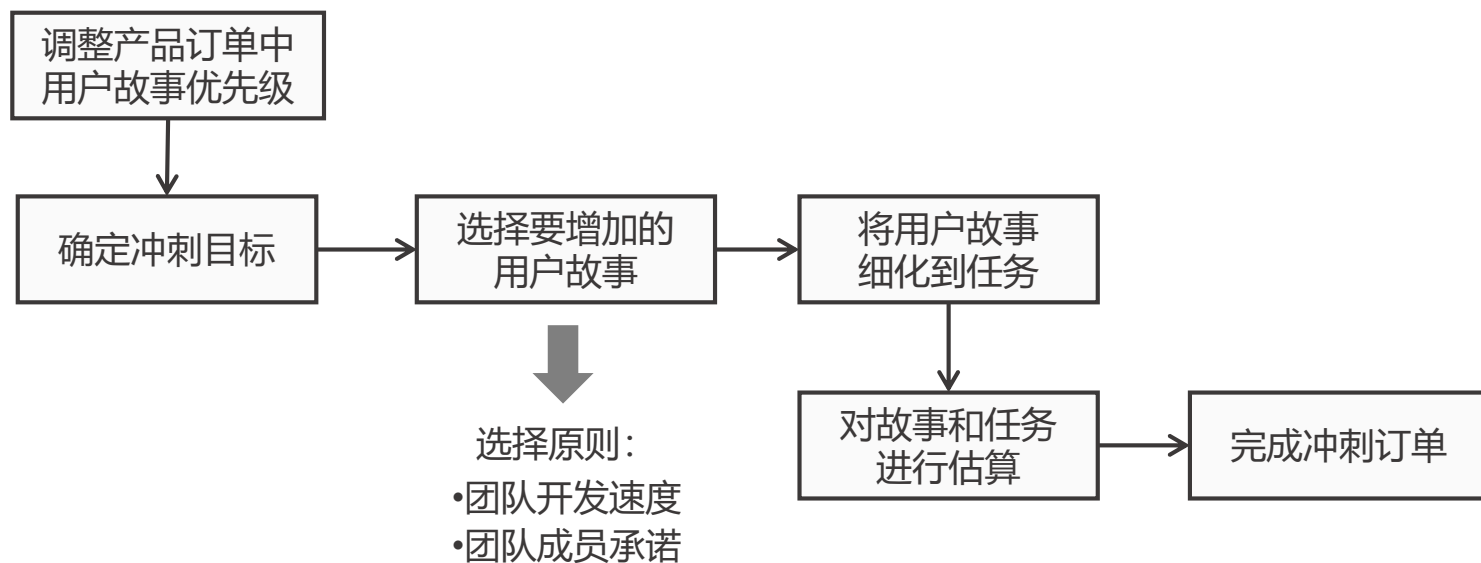 调整产品订单中
用户故事优先级
确定冲刺目标
选择要增加的
用户故事
将用户故事
细化到任务
选择原则：
•团队开发速度
•团队成员承诺
对故事和任务
进行估算
完成冲刺订单